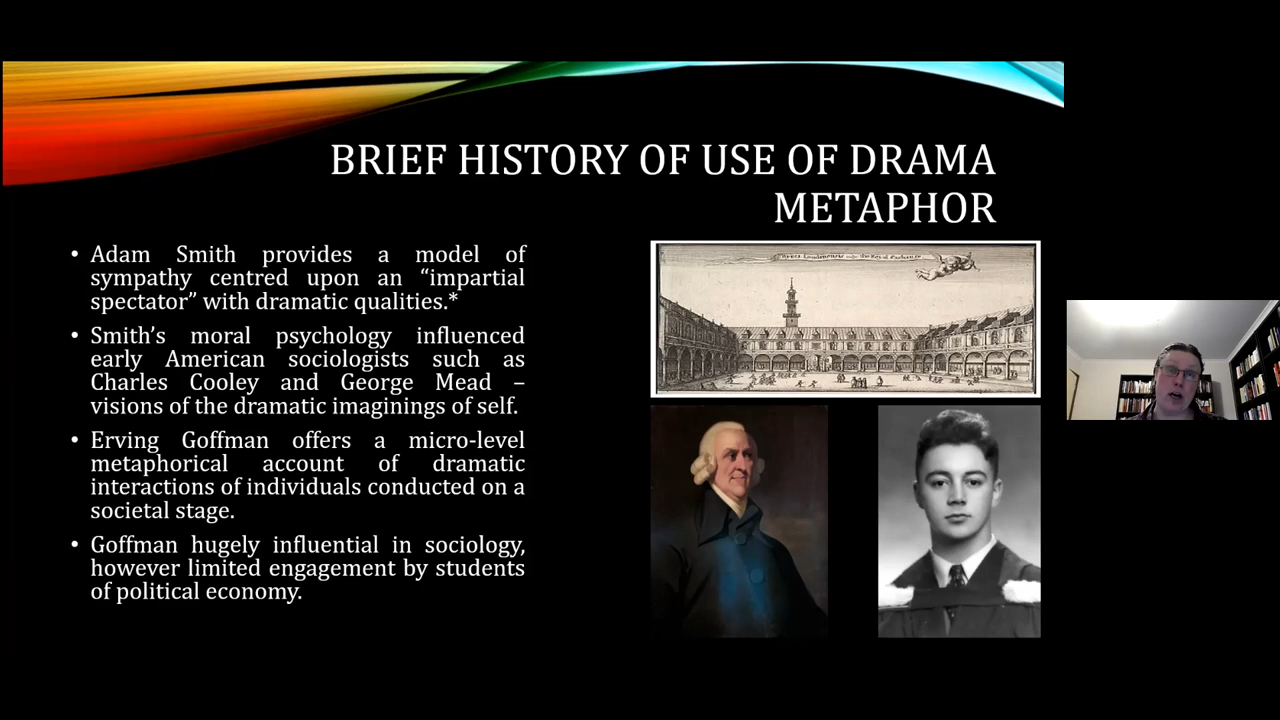 BRIEF HISTORY OF USE OF DRAMA
METAPHOR
• Adam Smith provides a model of
sympathy centred upon an “impartial
spectator” with dramatic qualities.*
• Smith’s moral psychology influenced
early American sociologists such as
Charles Cooley and George Mead –
visions of the dramatic imaginings of self.
• Erving Goffman offers a micro-level
metaphorical account of dramatic
interactions of individuals conducted on a
societal stage.
• Goffman hugely influential in sociology,
however limited engagement by students
of political economy.